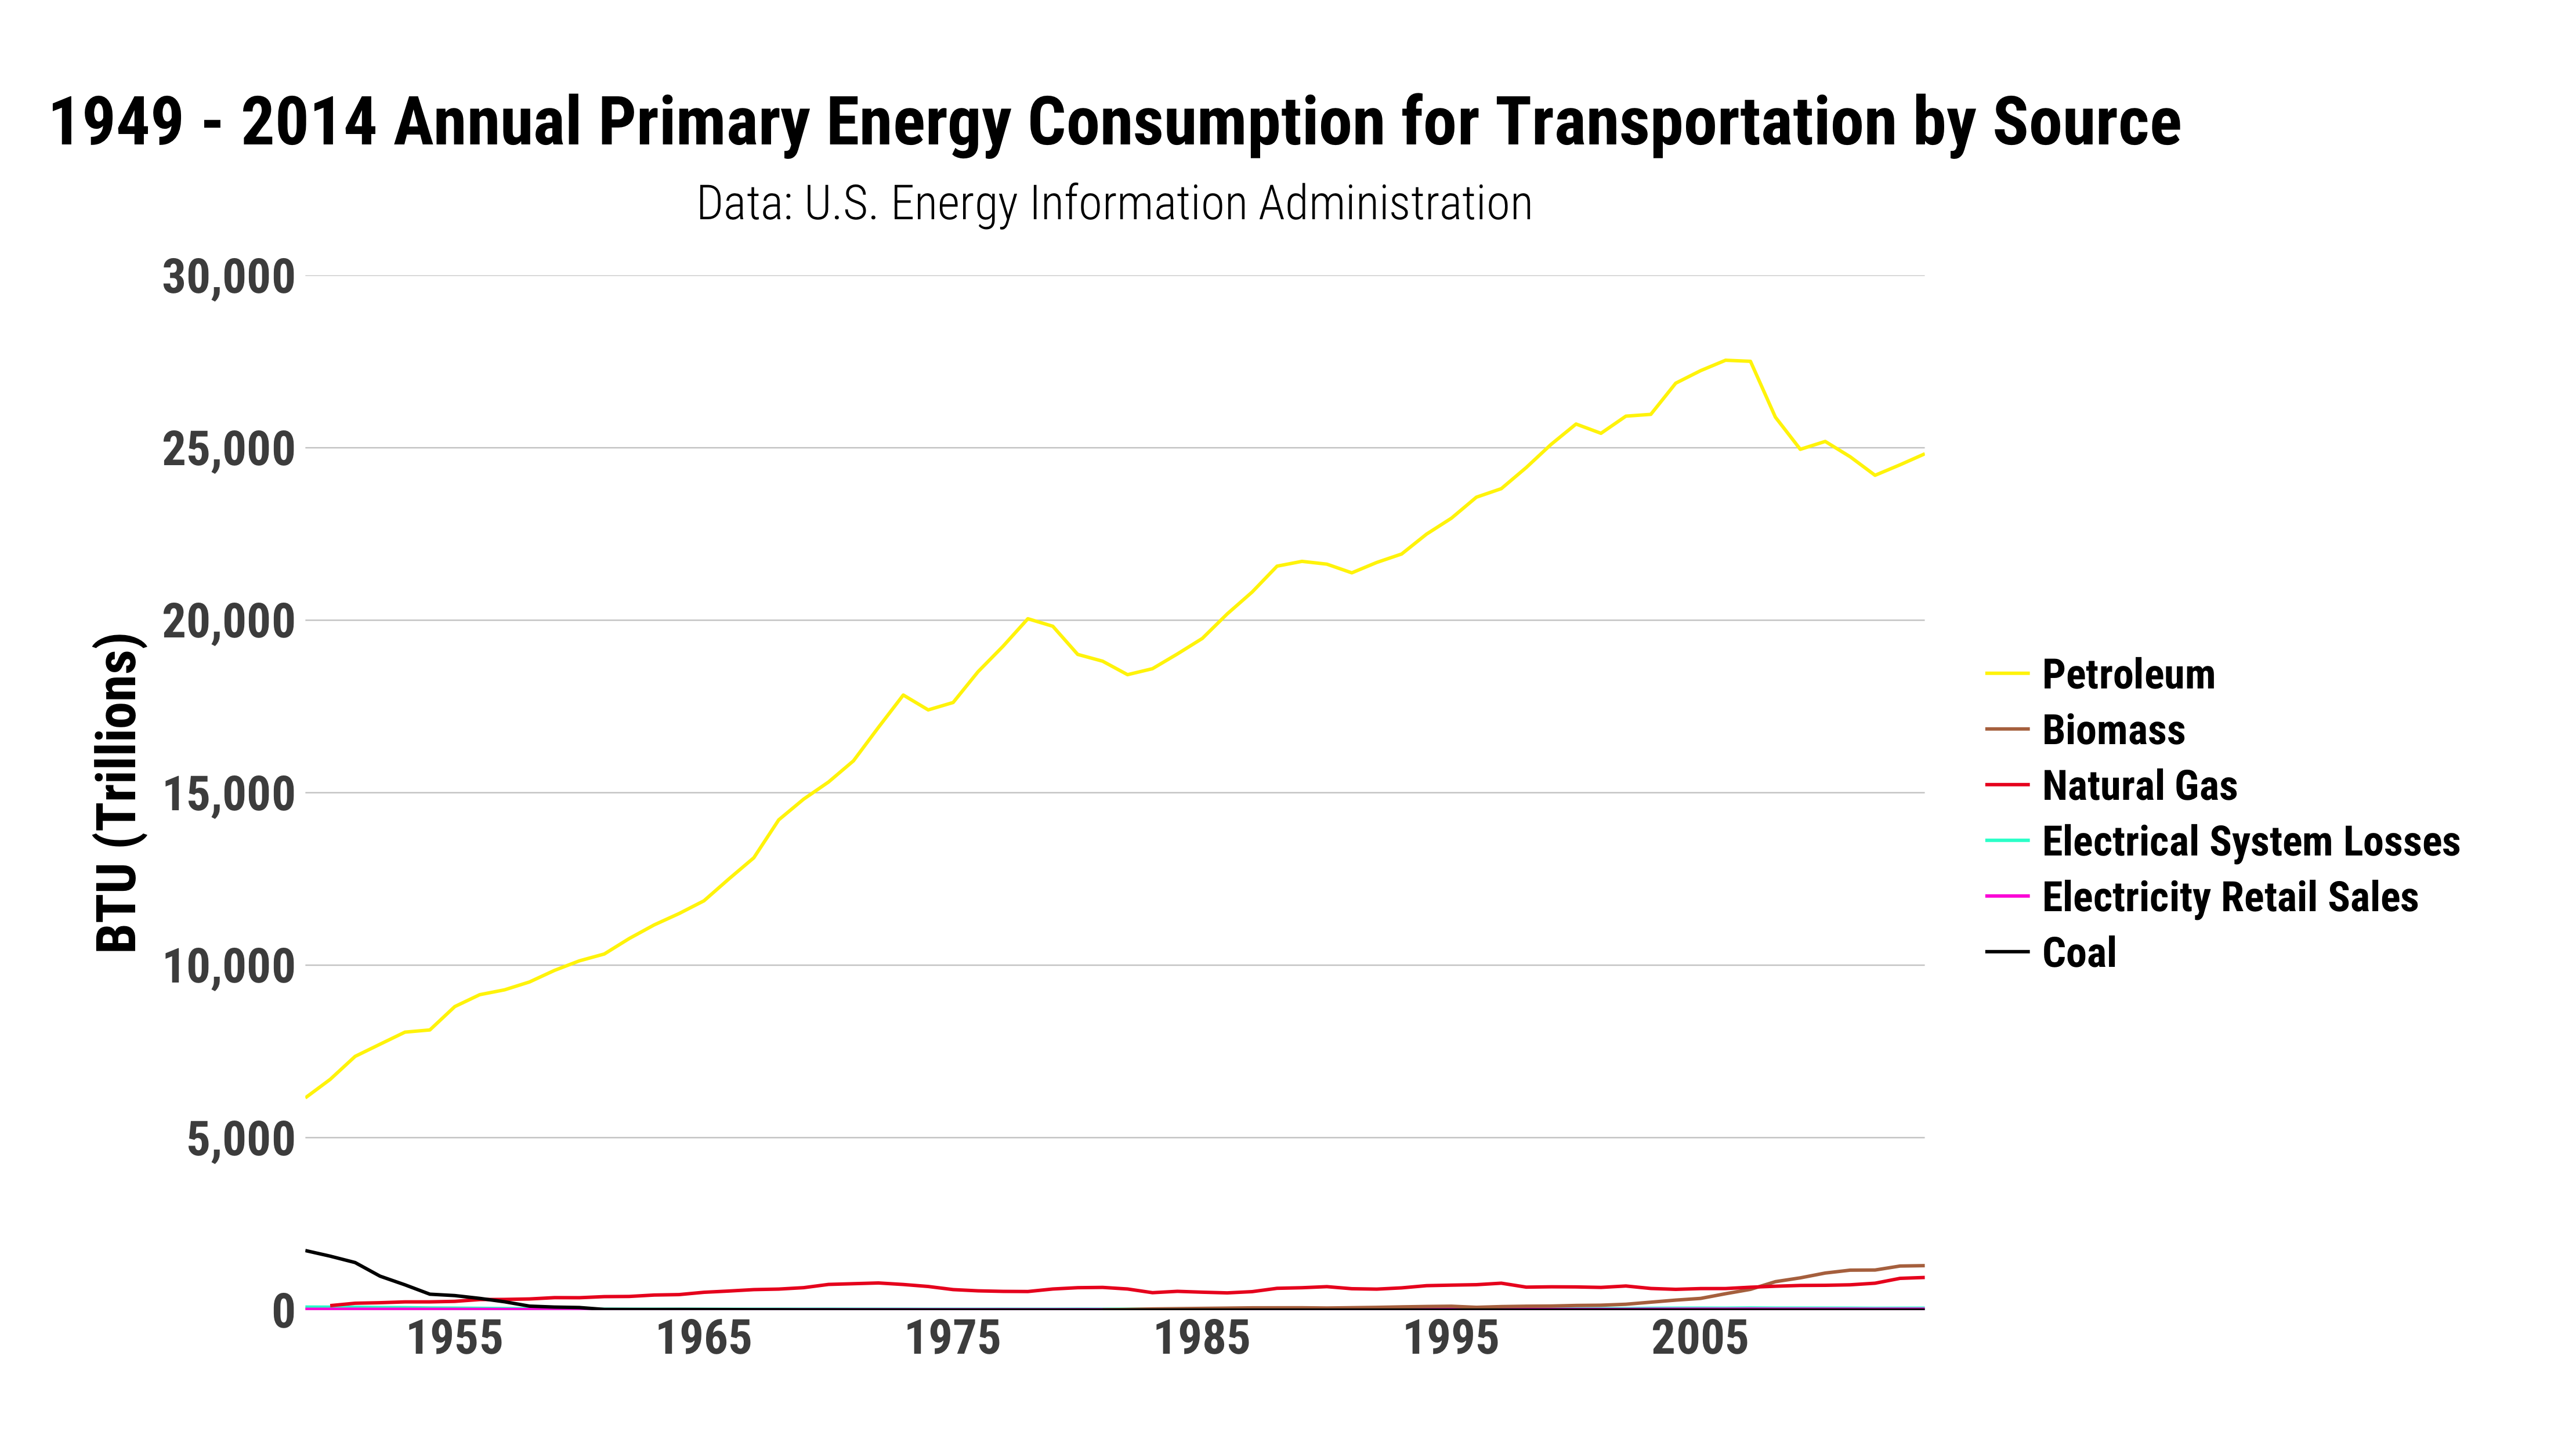 1949 - 2014 Annual Primary Energy Consumption for Transportation by Source
Data: U.S. Energy Information Administration
BTU (Trillions)
30,000
25,000
20,000
15,000
10,000
5,000
0
1955 1965 1975 1985 1995 2005
Petroleum
Biomass
Natural Gas
Electrical System Losses
Electricity Retail Sales
Coal